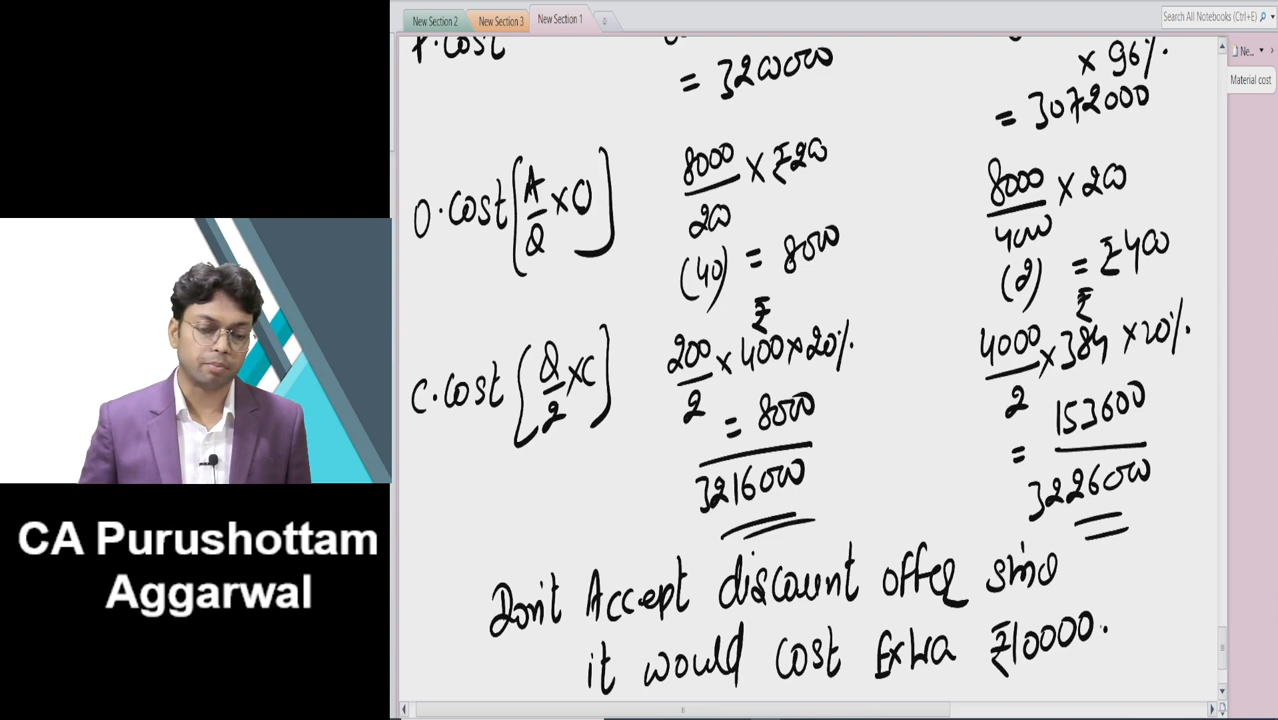 New Section 2 New Section 3 New Section 1
Search All Notebooks (Ctrl+E)
Ne...
Material cost
P.cost = 3200000 × 96%.
= 3072000
O.Cost [A/Q × O] 8000/200 × ₹200 8000/4000 × 200
(40) = 8000 (2) = ₹400
C.Cost [Q/2 × C] 200/2 × ₹400 × 20%. 4000/2 × ₹384 × 20%.
= 8000 = 153600
3216000 3226000
Don't Accept discount offer since
it would cost Extra ₹10000.
CA Purushottam
Aggarwal